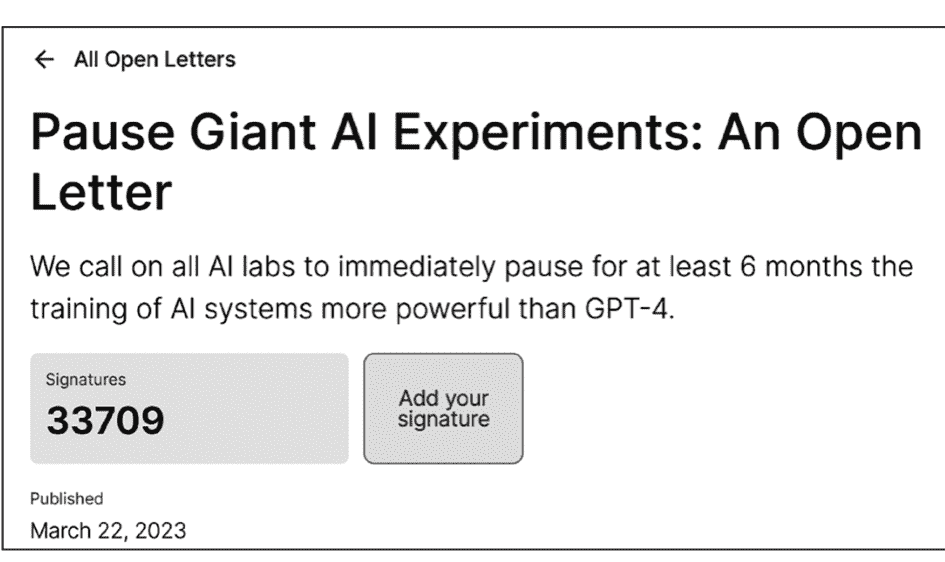 ← All Open Letters
Pause Giant AI Experiments: An Open
Letter
We call on all AI labs to immediately pause for at least 6 months the
training of AI systems more powerful than GPT-4.
Signatures
33709
Add your
signature
Published
March 22, 2023